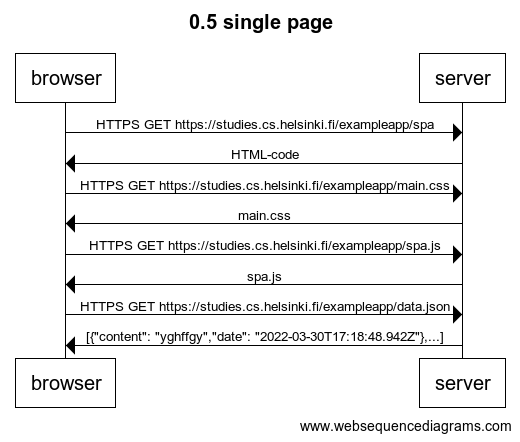 0.5 single page
browser server
HTTPS GET https://studies.cs.helsinki.fi/exampleapp/spa
HTML-code
HTTPS GET https://studies.cs.helsinki.fi/exampleapp/main.css
main.css
HTTPS GET https://studies.cs.helsinki.fi/exampleapp/spa.js
spa.js
HTTPS GET https://studies.cs.helsinki.fi/exampleapp/data.json
[{"content": "yghffgy","date": "2022-03-30T17:18:48.942Z"},...]
browser server
www.websequencediagrams.com